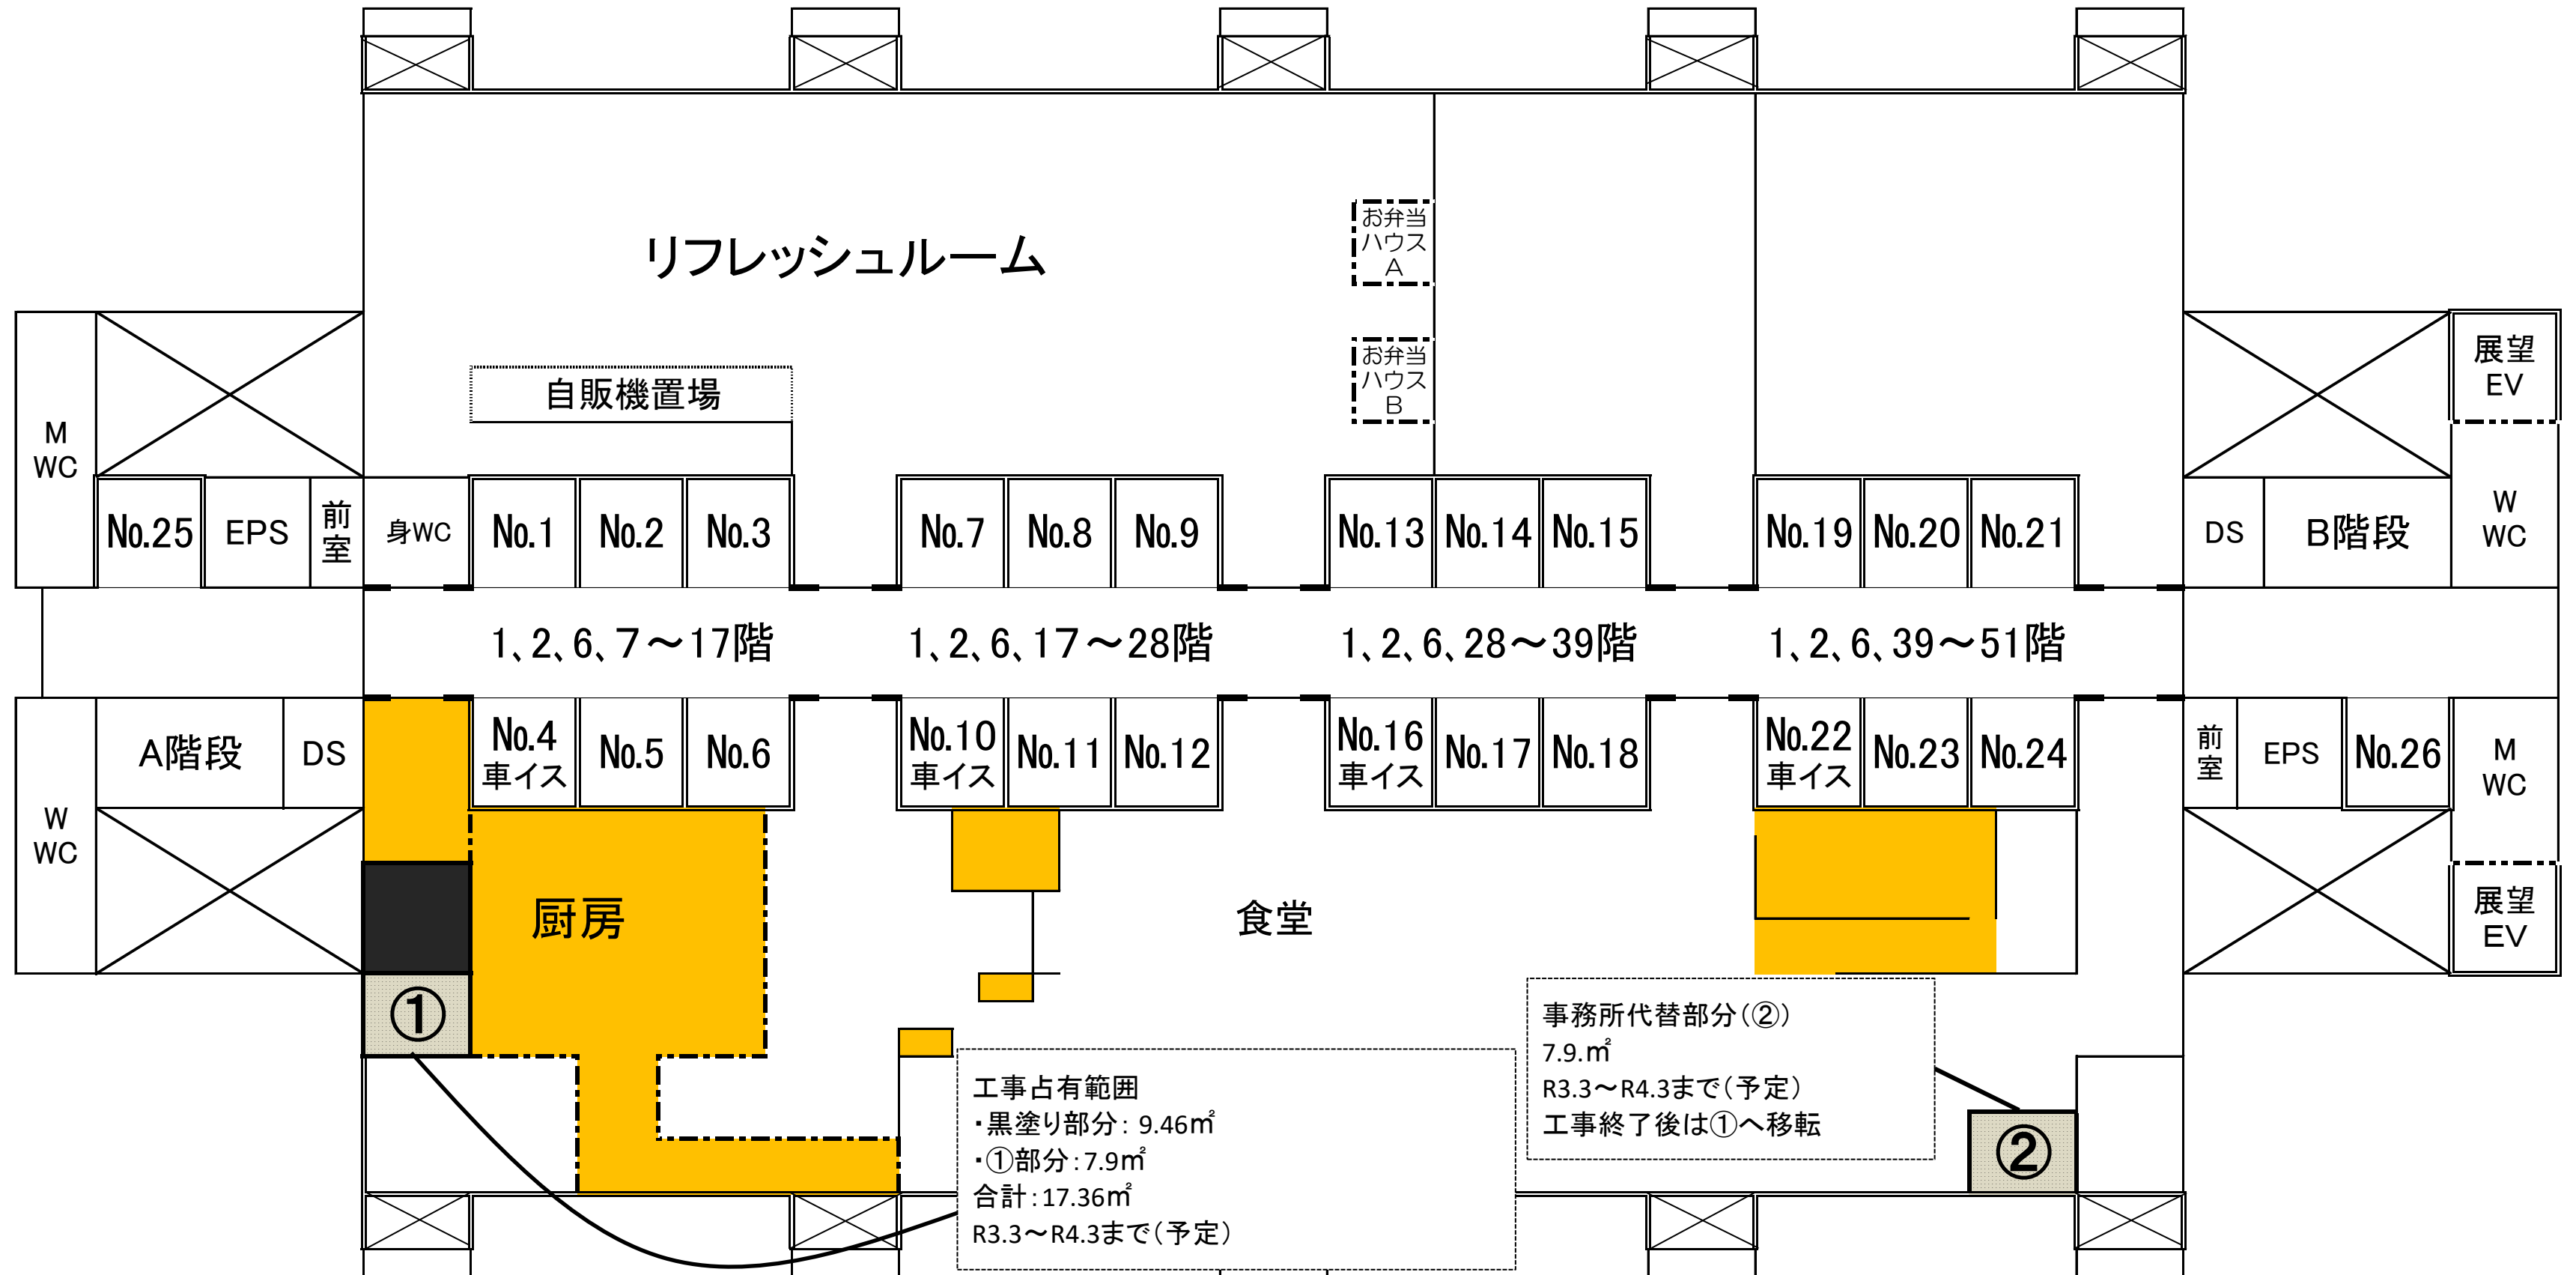 リフレッシュルーム
お弁当
ハウス
A
お弁当
ハウス
B
自販機置場
展望
EV
M
WC
No.25
EPS
前
室
身WC
No.1
No.2
No.3
No.7
No.8
No.9
No.13
No.14
No.15
No.19
No.20
No.21
DS
B階段
W
WC
1、2、6、7～17階
1、2、6、17～28階
1、2、6、28～39階
1、2、6、39～51階
W
WC
A階段
DS
No.4
車イス
No.5
No.6
No.10
車イス
No.11
No.12
No.16
車イス
No.17
No.18
No.22
車イス
No.23
No.24
前
室
EPS
No.26
M
WC
展望
EV
厨房
食堂
①
工事占有範囲
・黒塗り部分：9.46㎡
・①部分：7.9㎡
合計：17.36㎡
R3.3～R4.3まで（予定）
事務所代替部分（②）
7.9.㎡
R3.3～R4.3まで（予定）
工事終了後は①へ移転
②